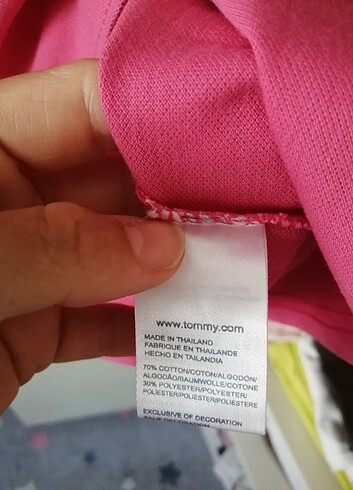 www.tommy.com
MADE IN THAILAND
FABRIQUE EN THAILANDE
HECHO EN TAILANDIA
70% COTTON/COTON/ALGODÓN/
ALGODÃO/BAUMWOLLE/COTONE
30% POLYESTER/POLYESTER/
POLIESTER/POLIESTER/POLIESTERE
EXCLUSIVE OF DECORATION